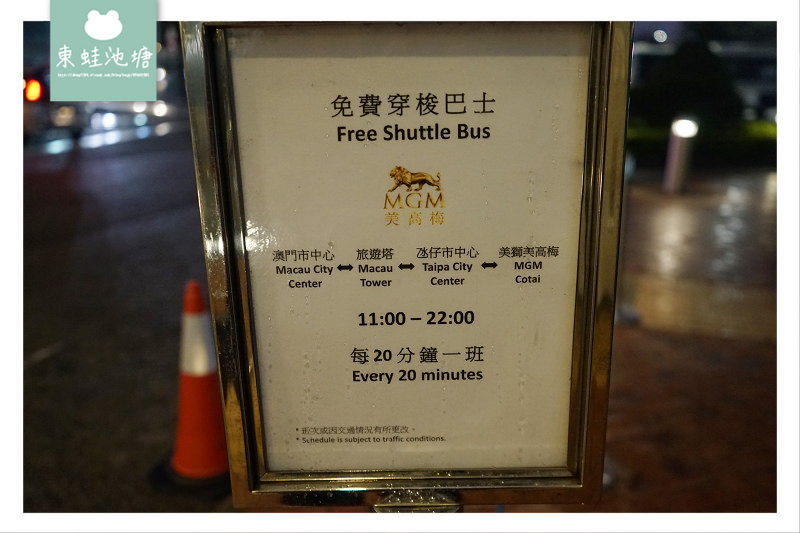 東蛙池塘
免費穿梭巴士
Free Shuttle Bus
MGM
美高梅
澳門市中心 旅遊塔 氹仔市中心 美獅美高梅
Macau City Macau Taipa City MGM
Center Tower Center Cotai
11:00 – 22:00
每20分鐘一班
Every 20 minutes
* 班次或因交通情況有所更改。
* Schedule is subject to traffic conditions.